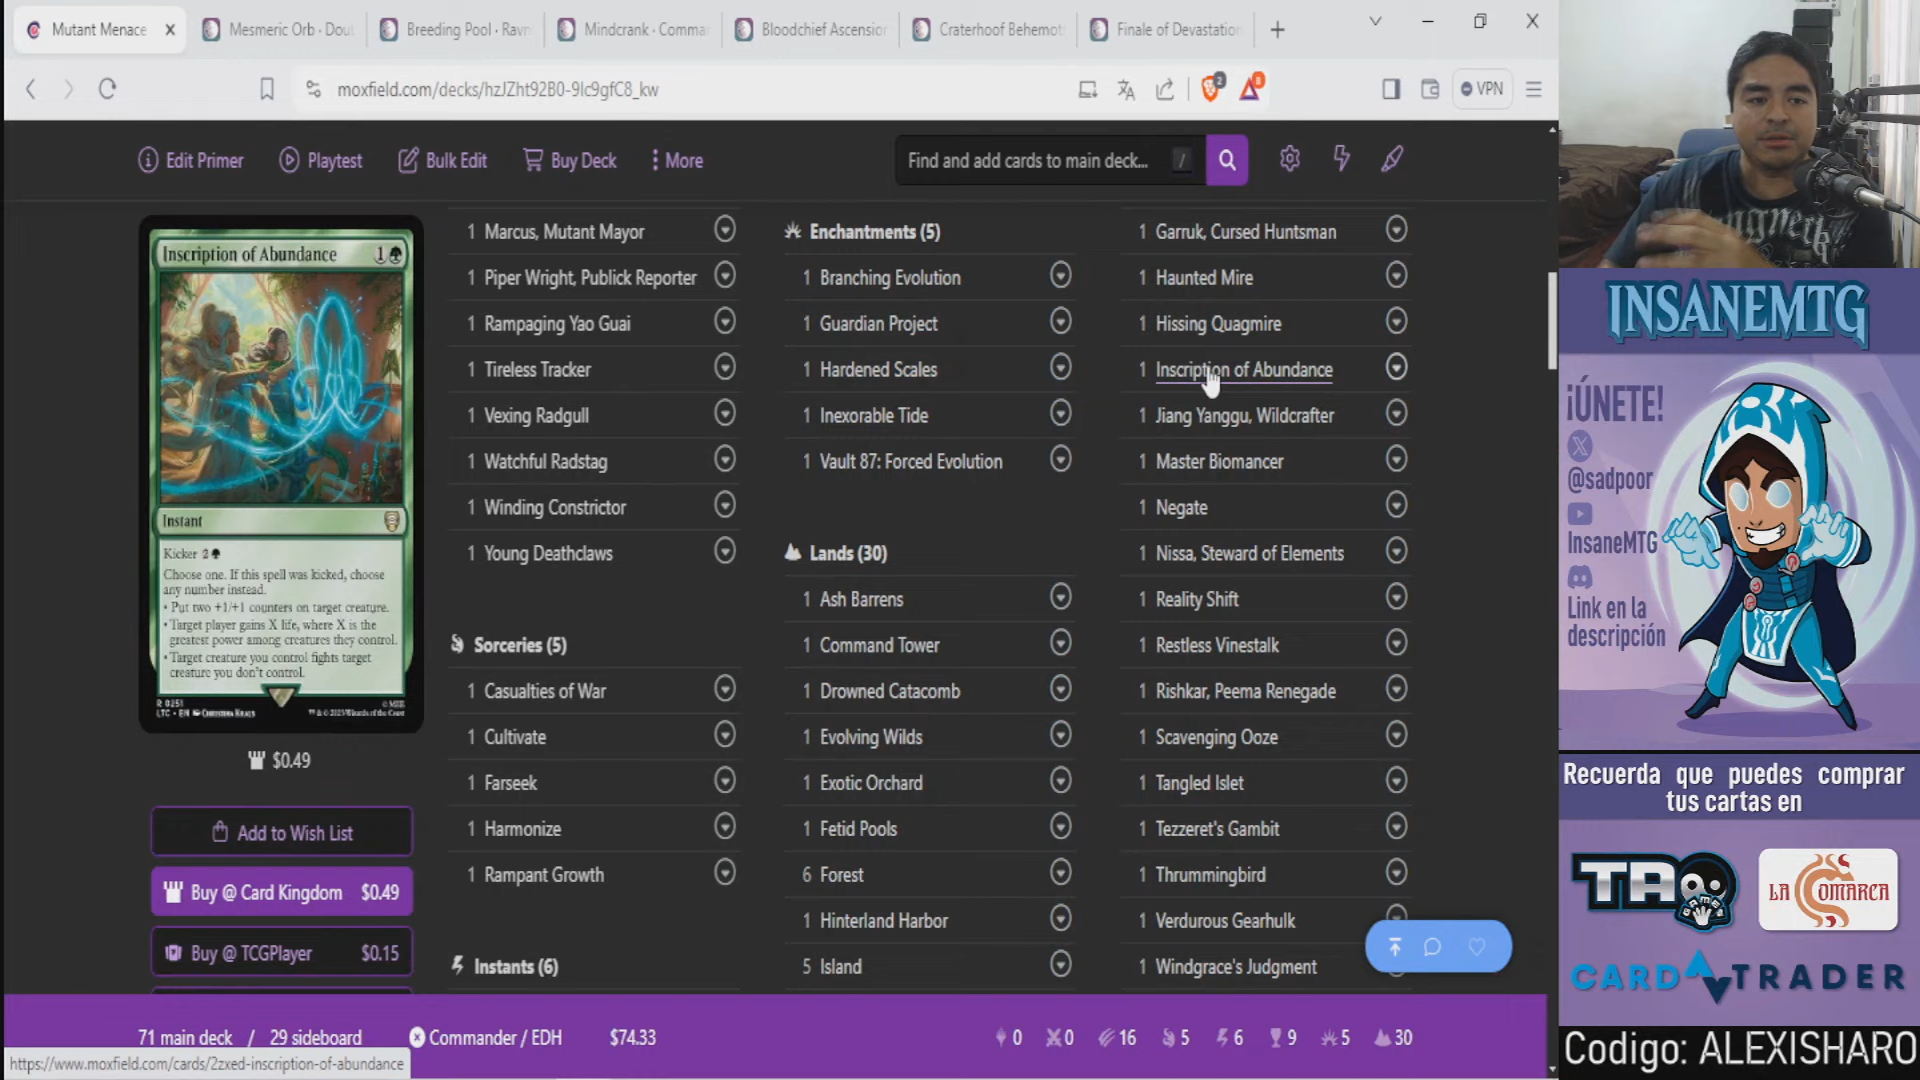 Mutant Menace
Mesmeric Orb · Dou
Breeding Pool · Ravn
Mindcrank · Comma
Bloodchief Ascension
Craterhoof Behemot
Finale of Devastation
moxfield.com/decks/hzJZht92B0-9lc9gfC8_kw
2
VPN
Edit Primer
Playtest
Bulk Edit
Buy Deck
More
Find and add cards to main deck...
/
Inscription of Abundance
1
Instant
Kicker 2
Choose one. If this spell was kicked, choose
any number instead.
• Put two +1/+1 counters on target creature.
• Target player gains X life, where X is the
greatest power among creatures they control.
• Target creature you control fights target
creature you don't control.
R 0251
LTC • EN
$0.49
Add to Wish List
Buy @ Card Kingdom $0.49
Buy @ TCGPlayer $0.15
1 Marcus, Mutant Mayor
1 Piper Wright, Publick Reporter
1 Rampaging Yao Guai
1 Tireless Tracker
1 Vexing Radgull
1 Watchful Radstag
1 Winding Constrictor
1 Young Deathclaws
Sorceries (5)
1 Casualties of War
1 Cultivate
1 Farseek
1 Harmonize
1 Rampant Growth
Instants (6)
Enchantments (5)
1 Branching Evolution
1 Guardian Project
1 Hardened Scales
1 Inexorable Tide
1 Vault 87: Forced Evolution
Lands (30)
1 Ash Barrens
1 Command Tower
1 Drowned Catacomb
1 Evolving Wilds
1 Exotic Orchard
1 Fetid Pools
6 Forest
1 Hinterland Harbor
5 Island
1 Garruk, Cursed Huntsman
1 Haunted Mire
1 Hissing Quagmire
1 Inscription of Abundance
1 Jiang Yanggu, Wildcrafter
1 Master Biomancer
1 Negate
1 Nissa, Steward of Elements
1 Reality Shift
1 Restless Vinestalk
1 Rishkar, Peema Renegade
1 Scavenging Ooze
1 Tangled Islet
1 Tezzeret's Gambit
1 Thrummingbird
1 Verdurous Gearhulk
1 Windgrace's Judgment
71 main deck / 29 sideboard
Commander / EDH
$74.33
0
0
16
5
6
9
5
30
https://www.moxfield.com/cards/2zxed-inscription-of-abundance
INSANEMTG
¡ÚNETE!
@sadpoor
InsaneMTG
Link en la
descripción
Recuerda que puedes comprar
tus cartas en
TAO
LA COMARCA
CARD TRADER
Codigo: ALEXISHARO